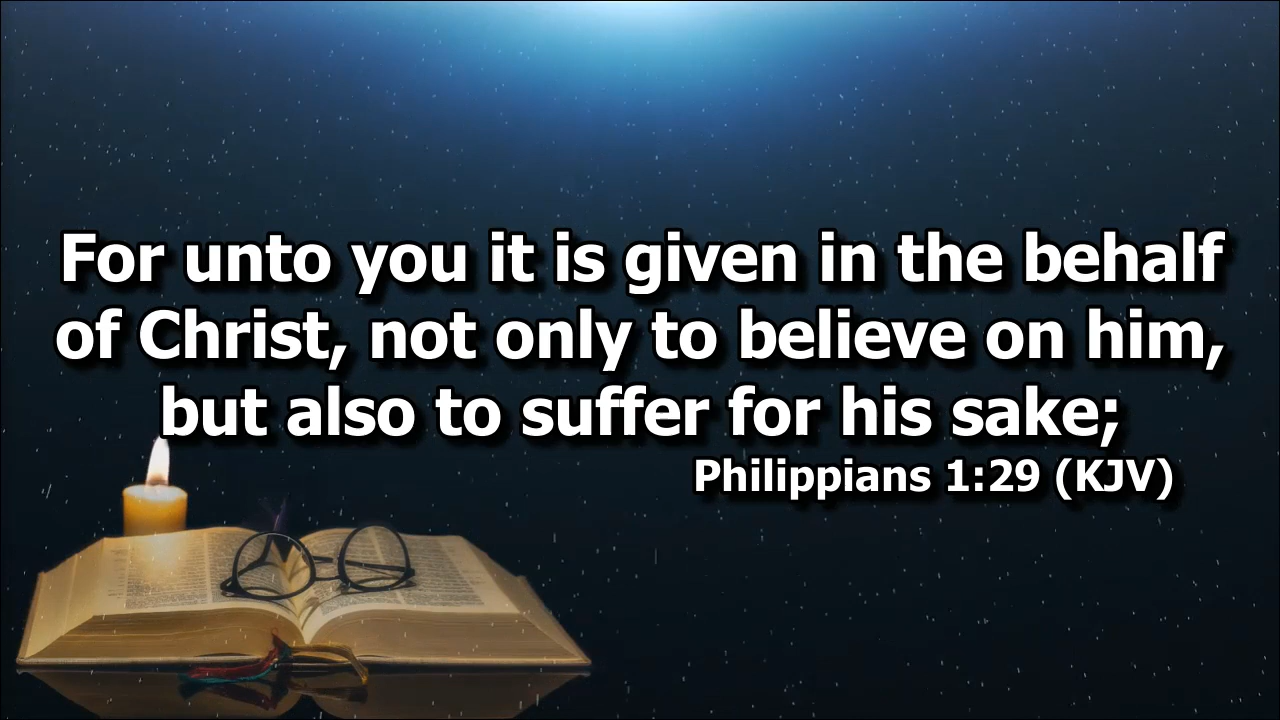 For unto you it is given in the behalf
of Christ, not only to believe on him,
but also to suffer for his sake;
Philippians 1:29 (KJV)